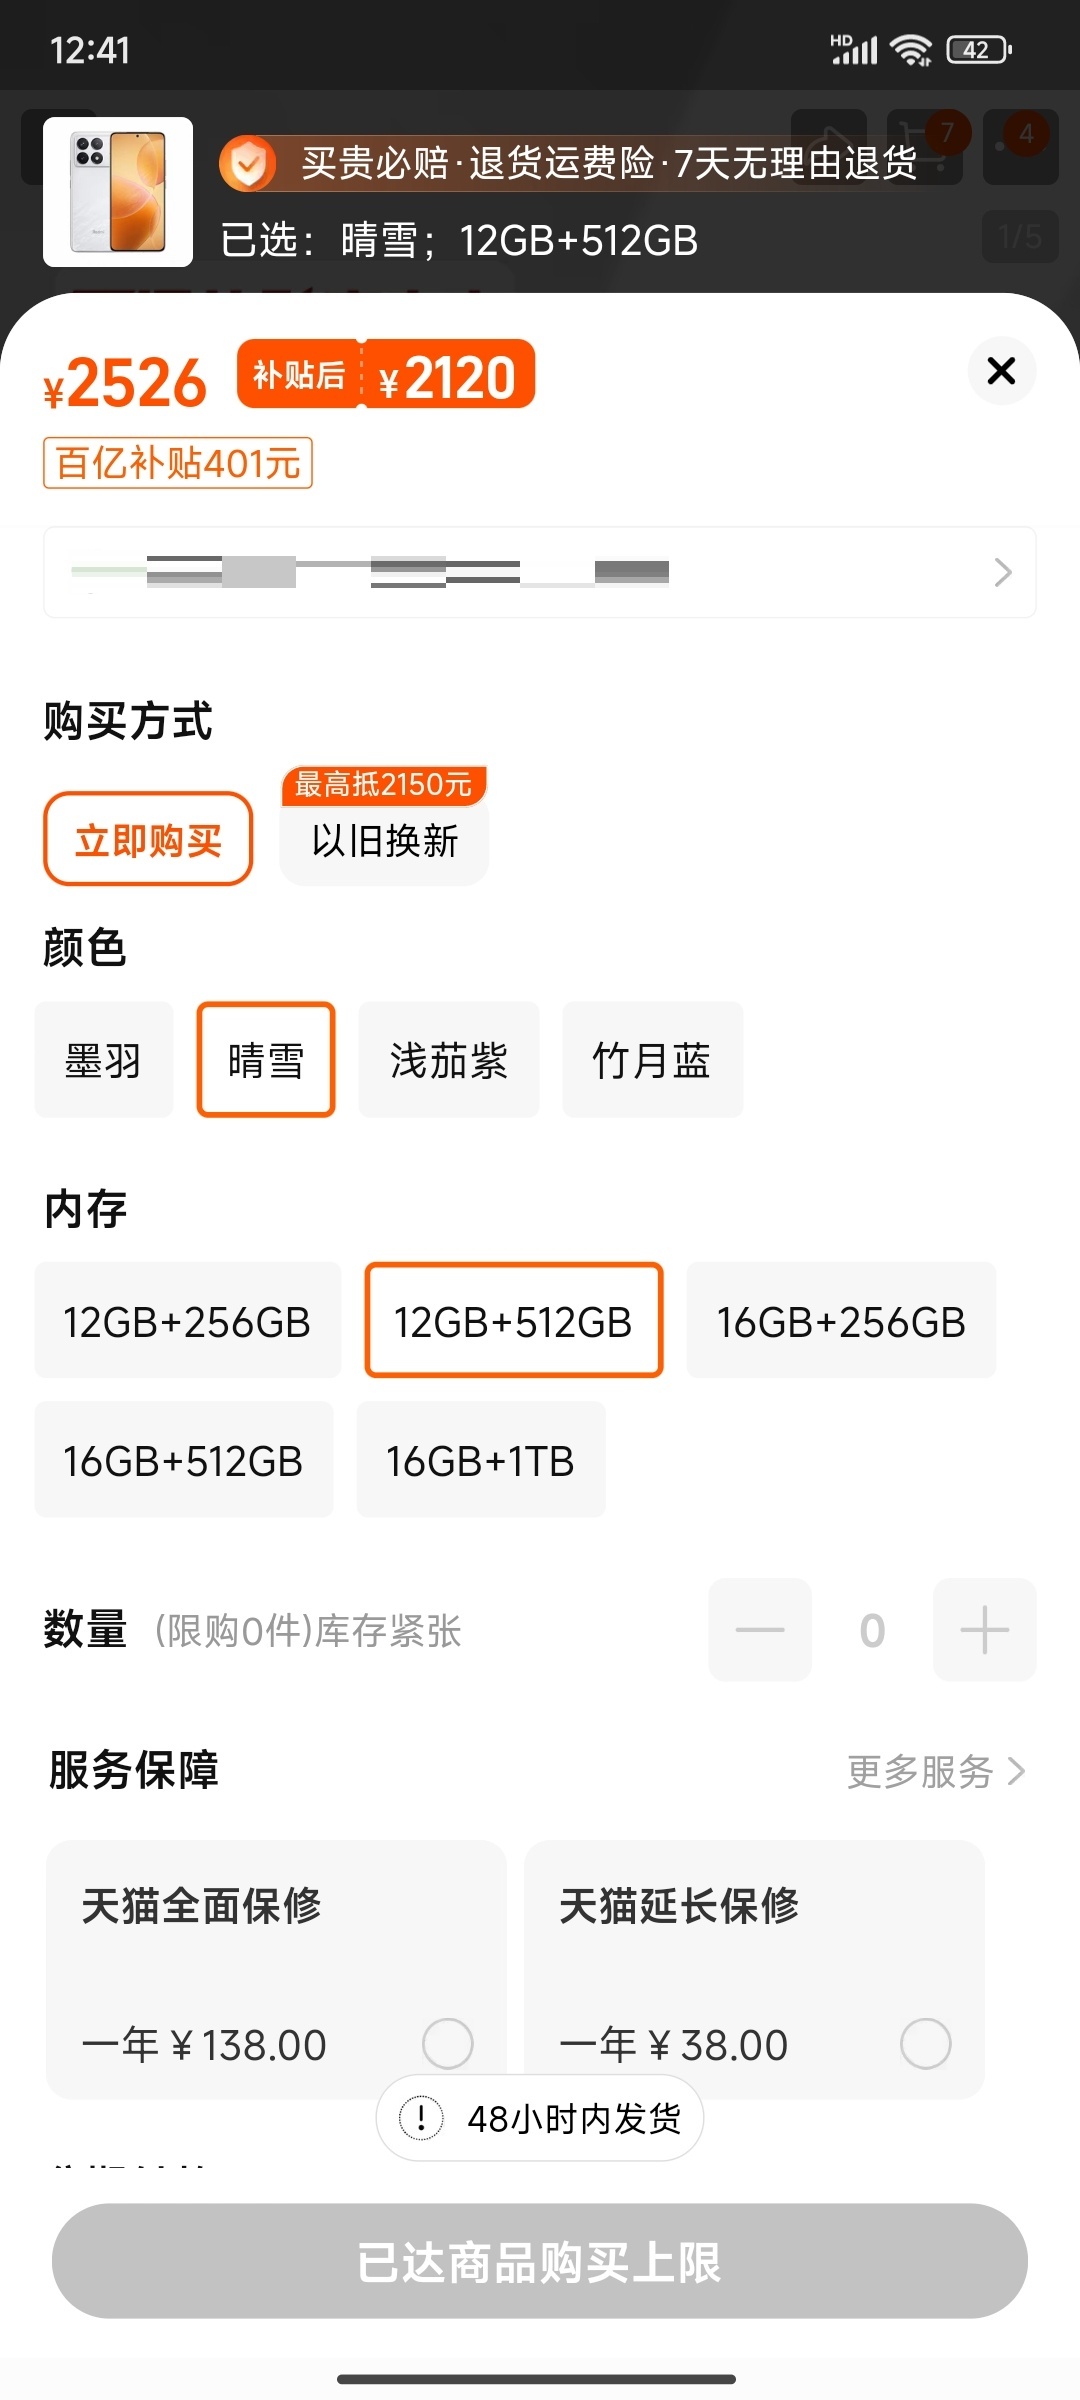 12:41
HD
42
7
4
买贵必赔·退货运费险·7天无理由退货
已选：晴雪；12GB+512GB
1/5
¥2526
补贴后 ¥2120
百亿补贴401元
购买方式
最高抵2150元
立即购买
以旧换新
颜色
墨羽
晴雪
浅茄紫
竹月蓝
内存
12GB+256GB
12GB+512GB
16GB+256GB
16GB+512GB
16GB+1TB
数量 (限购0件)库存紧张
0
服务保障
更多服务
天猫全面保修
天猫延长保修
一年 ¥138.00
一年 ¥38.00
48小时内发货
已达商品购买上限